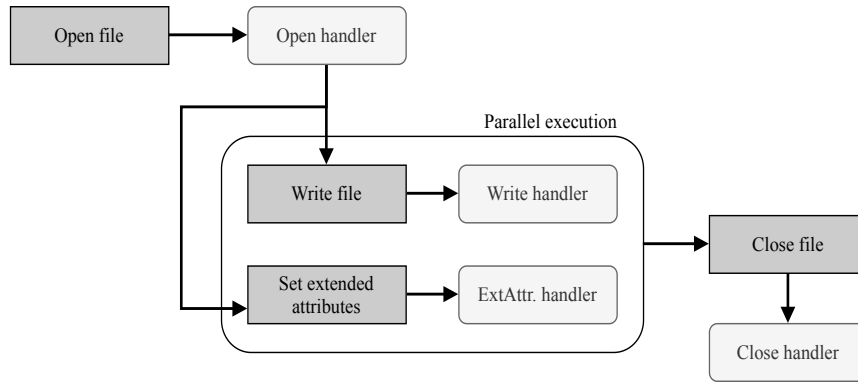 Open file
Open handler
Parallel execution
Write file
Write handler
Close file
Set extended
attributes
ExtAttr. handler
Close handler